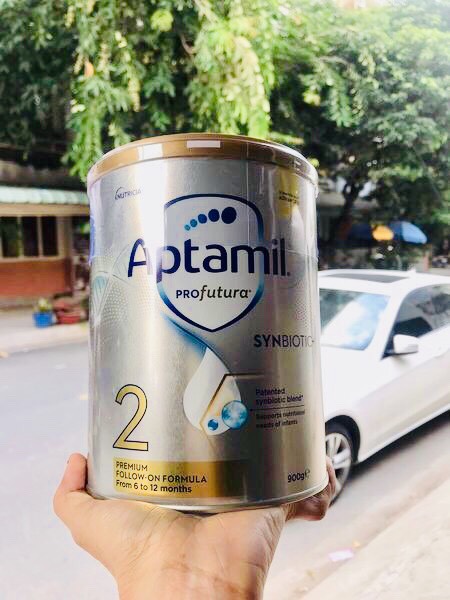 NUTRICIA
Aptamil
PROfutura
SYNBIOTIC+
Patented
synbiotic blend*
Supports nutritional
needs of infants
2
PREMIUM
FOLLOW-ON FORMULA
From 6 to 12 months
900g℮